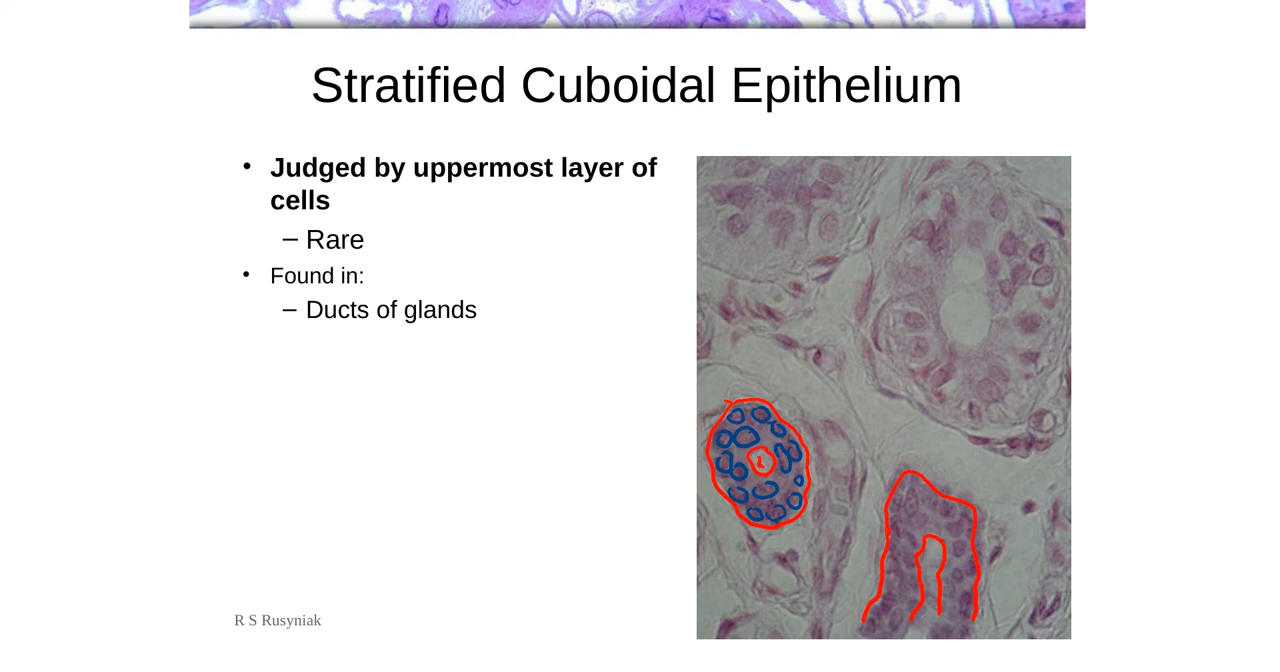 Stratified Cuboidal Epithelium
• Judged by uppermost layer of
cells
– Rare
• Found in:
– Ducts of glands
R S Rusyniak